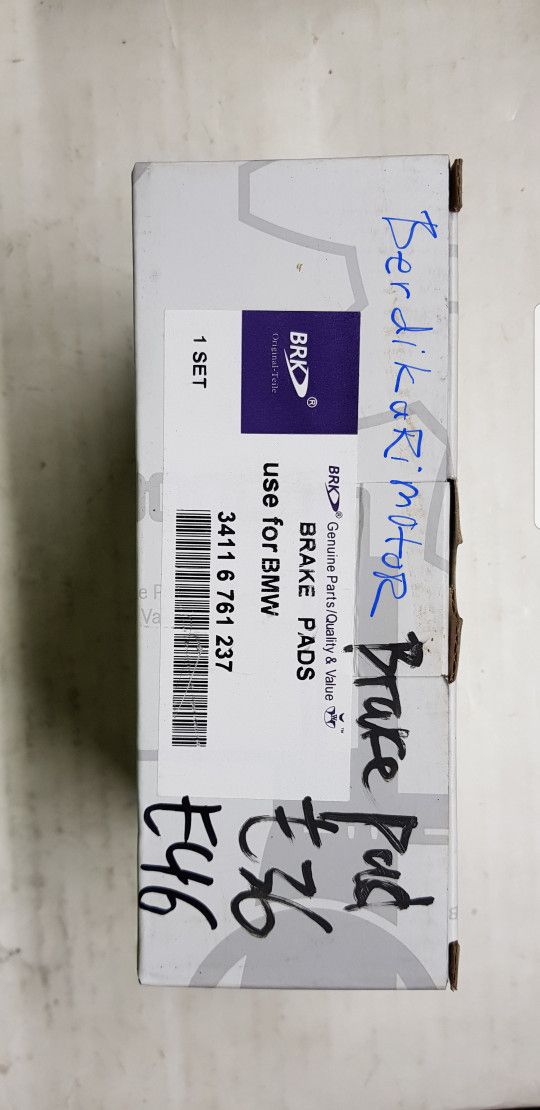 BerdikaRimotoR
Brake Pad
E36
E46
BRK®
Original-Teile
BRK® Genuine Parts/Quality & Value ™
BRAKE PADS
use for BMW
3411 6 761 237
1 SET